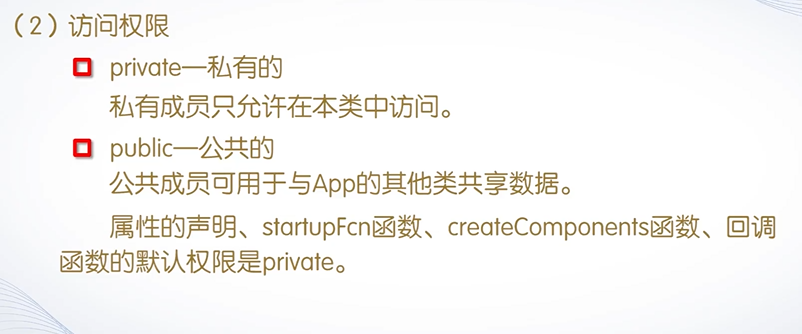 （2）访问权限
private—私有的
私有成员只允许在本类中访问。
public—公共的
公共成员可用于与App的其他类共享数据。
属性的声明、startupFcn函数、createComponents函数、回调
函数的默认权限是private。